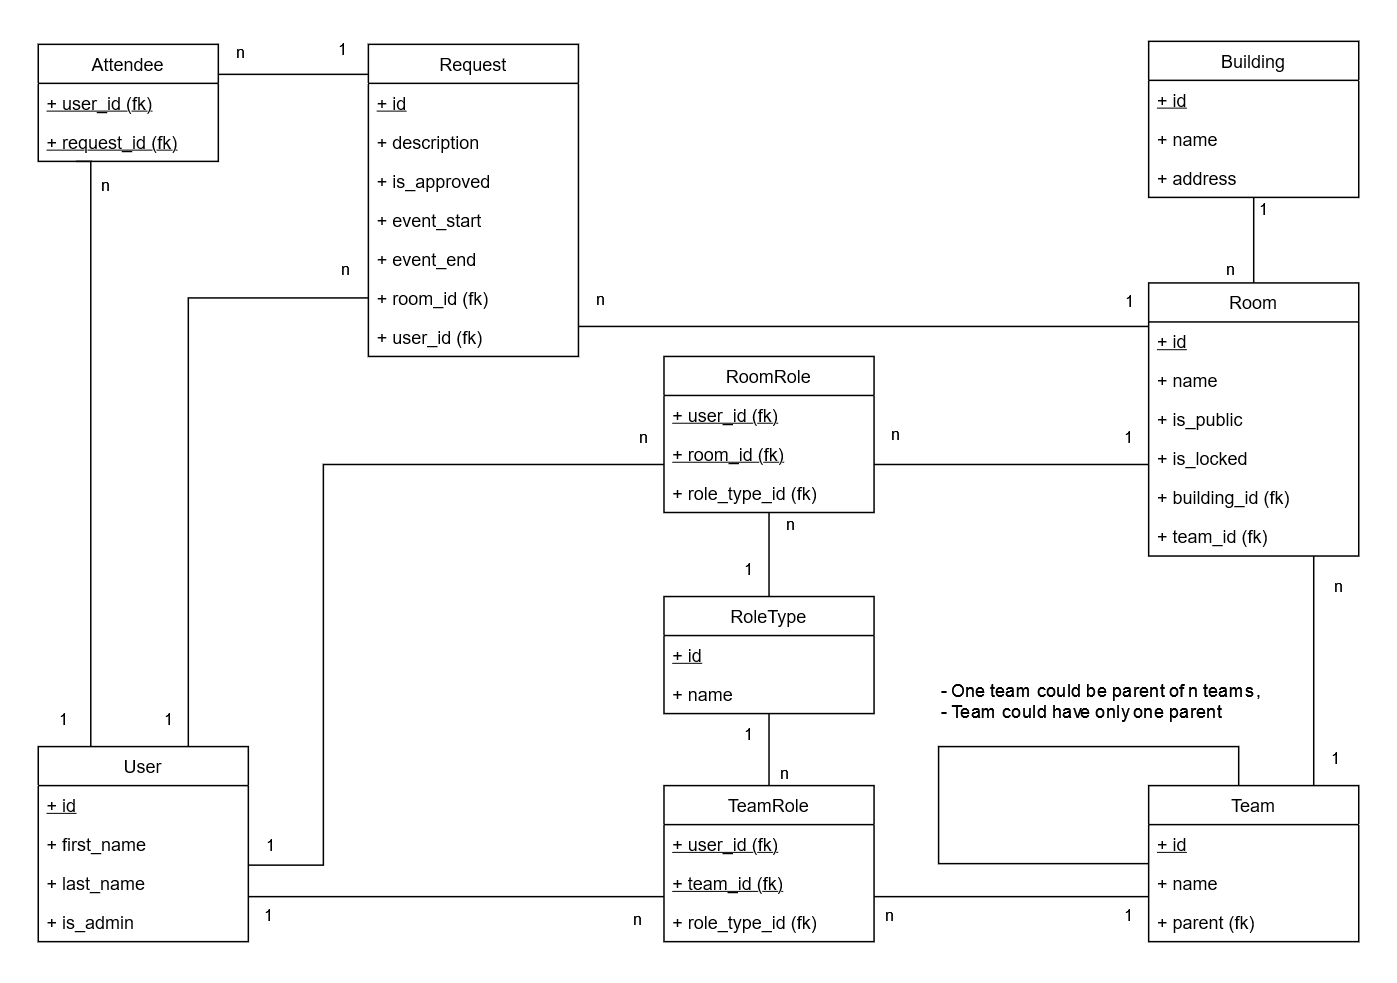 Attendee
+ user_id (fk)
+ request_id (fk)
n
1
Request
+ id
+ description
+ is_approved
+ event_start
+ event_end
+ room_id (fk)
+ user_id (fk)
Building
+ id
+ name
+ address
1
n
n
n
n
1
Room
+ id
+ name
+ is_public
+ is_locked
+ building_id (fk)
+ team_id (fk)
RoomRole
+ user_id (fk)
+ room_id (fk)
+ role_type_id (fk)
n
n
1
n
1
RoleType
+ id
+ name
n
- One team could be parent of n teams,
- Team could have only one parent
1
1
1
n
1
User
+ id
+ first_name
+ last_name
+ is_admin
1
1
n
TeamRole
+ user_id (fk)
+ team_id (fk)
+ role_type_id (fk)
n
1
Team
+ id
+ name
+ parent (fk)